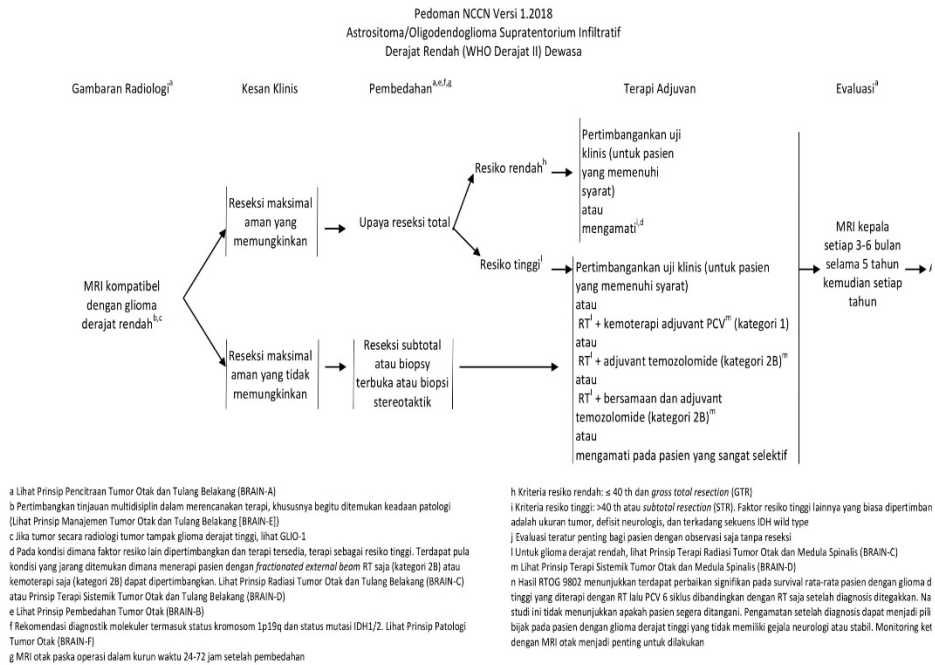 Pedoman NCCN Versi 1.2018
Astrositoma/Oligodendoglioma Supratentorium Infiltratif
Derajat Rendah (WHO Derajat II) Dewasa
Gambaran Radiologi^a
Kesan Klinis
Pembedahan^a,e,f,g
Terapi Adjuvan
Evaluasi^a
MRI kompatibel
dengan glioma
derajat rendah^b,c
Reseksi maksimal
aman yang
memungkinkan
Upaya reseksi total
Resiko rendah^h
Pertimbangankan uji
klinis (untuk pasien
yang memenuhi
syarat)
atau
mengamati^i,d
Resiko tinggi^i
Pertimbangankan uji klinis (untuk pasien
yang memenuhi syarat)
atau
RT^l + kemoterapi adjuvant PCV^m (kategori 1)
atau
RT^l + adjuvant temozolomide (kategori 2B)^m
atau
RT^l + bersamaan dan adjuvant
temozolomide (kategori 2B)^m
atau
mengamati pada pasien yang sangat selektif
Reseksi maksimal
aman yang tidak
memungkinkan
Reseksi subtotal
atau biopsy
terbuka atau biopsi
stereotaktik
MRI kepala
setiap 3-6 bulan
selama 5 tahun
kemudian setiap
tahun
a Lihat Prinsip Pencitraan Tumor Otak dan Tulang Belakang (BRAIN-A)
b Pertimbangkan tinjauan multidisiplin dalam merencanakan terapi, khususnya begitu ditemukan keadaan patologi
(Lihat Prinsip Manajemen Tumor Otak dan Tulang Belakang [BRAIN-E])
c Jika tumor secara radiologi tumor tampak glioma derajat tinggi, lihat GLIO-1
d Pada kondisi dimana faktor resiko lain dipertimbangkan dan terapi tersedia, terapi sebagai resiko tinggi. Terdapat pula
kondisi yang jarang ditemukan dimana menerapi pasien dengan fractionated external beam RT saja (kategori 2B) atau
kemoterapi saja (kategori 2B) dapat dipertimbangkan. Lihat Prinsip Radiasi Tumor Otak dan Tulang Belakang (BRAIN-C)
atau Prinsip Terapi Sistemik Tumor Otak dan Tulang Belakang (BRAIN-D)
e Lihat Prinsip Pembedahan Tumor Otak (BRAIN-B)
f Rekomendasi diagnostik molekuler termasuk status kromosom 1p19q dan status mutasi IDH1/2. Lihat Prinsip Patologi
Tumor Otak (BRAIN-F)
g MRI otak paska operasi dalam kurun waktu 24-72 jam setelah pembedahan
h Kriteria resiko rendah: ≤ 40 th dan gross total resection (GTR)
i Kriteria resiko tinggi: >40 th atau subtotal resection (STR). Faktor resiko tinggi lainnya yang biasa dipertimban
adalah ukuran tumor, defisit neurologis, dan terkadang sekuens IDH wild type
j Evaluasi teratur penting bagi pasien dengan observasi saja tanpa reseksi
l Untuk glioma derajat rendah, lihat Prinsip Terapi Radiasi Tumor Otak dan Medula Spinalis (BRAIN-C)
m Lihat Prinsip Terapi Sistemik Tumor Otak dan Medula Spinalis (BRAIN-D)
n Hasil RTOG 9802 menunjukkan terdapat perbaikan signifikan pada survival rata-rata pasien dengan glioma d
tinggi yang diterapi dengan RT lalu PCV 6 siklus dibandingkan dengan RT saja setelah diagnosis ditegakkan. Na
studi ini tidak menunjukkan apakah pasien segera ditangani. Pengamatan setelah diagnosis dapat menjadi pili
bijak pada pasien dengan glioma derajat tinggi yang tidak memiliki gejala neurologi atau stabil. Monitoring ket
dengan MRI otak menjadi penting untuk dilakukan